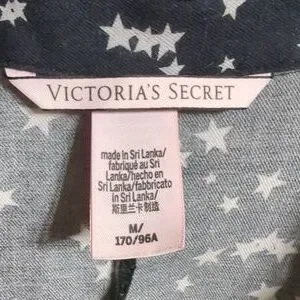 VICTORIA'S SECRET
made in Sri Lanka/
fabriqué au Sri
Lanka/hecho en
Sri Lanka/fabbricato
in Sri Lanka/
斯里兰卡制造
M/
170/96A